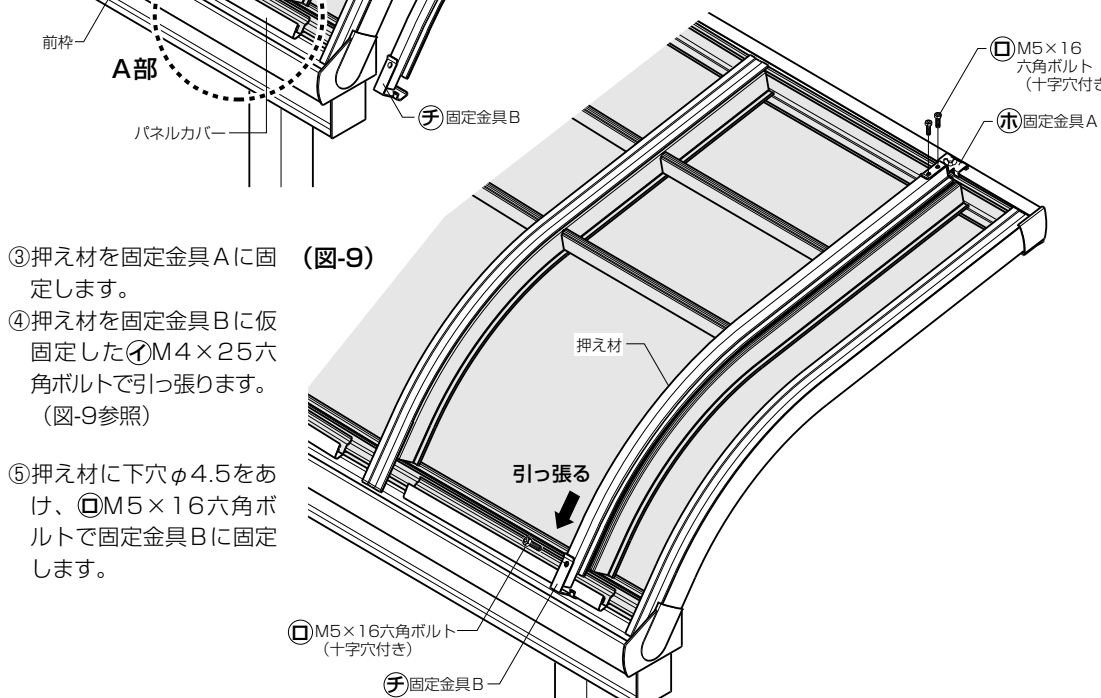 前枠
A部
パネルカバー
㋠固定金具B
㋺M5×16
六角ボルト
(十字穴付き
㋭固定金具A
③押え材を固定金具Aに固
定します。
④押え材を固定金具Bに仮
固定した㋑M4×25六
角ボルトで引っ張ります。
(図-9参照)
⑤押え材に下穴φ4.5をあ
け、㋺M5×16六角ボ
ルトで固定金具Bに固定
します。
(図-9)
押え材
引っ張る
㋺M5×16六角ボルト
(十字穴付き)
㋠固定金具B